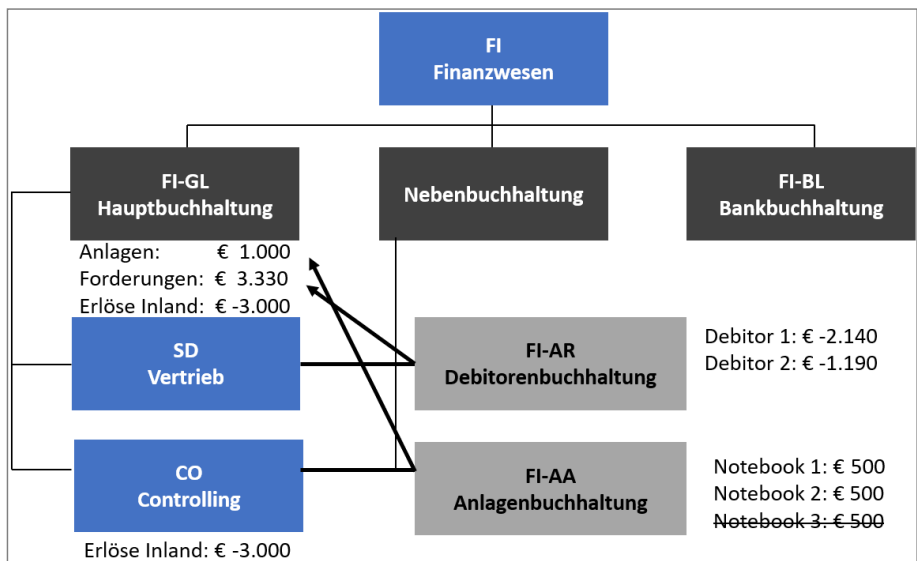 FI
Finanzwesen
FI-GL
Hauptbuchhaltung
Nebenbuchhaltung
FI-BL
Bankbuchhaltung
Anlagen: € 1.000
Forderungen: € 3.330
Erlöse Inland: € -3.000
SD
Vertrieb
FI-AR
Debitorenbuchhaltung
Debitor 1: € -2.140
Debitor 2: € -1.190
CO
Controlling
FI-AA
Anlagenbuchhaltung
Notebook 1: € 500
Notebook 2: € 500
Notebook 3: € 500
Erlöse Inland: € -3.000